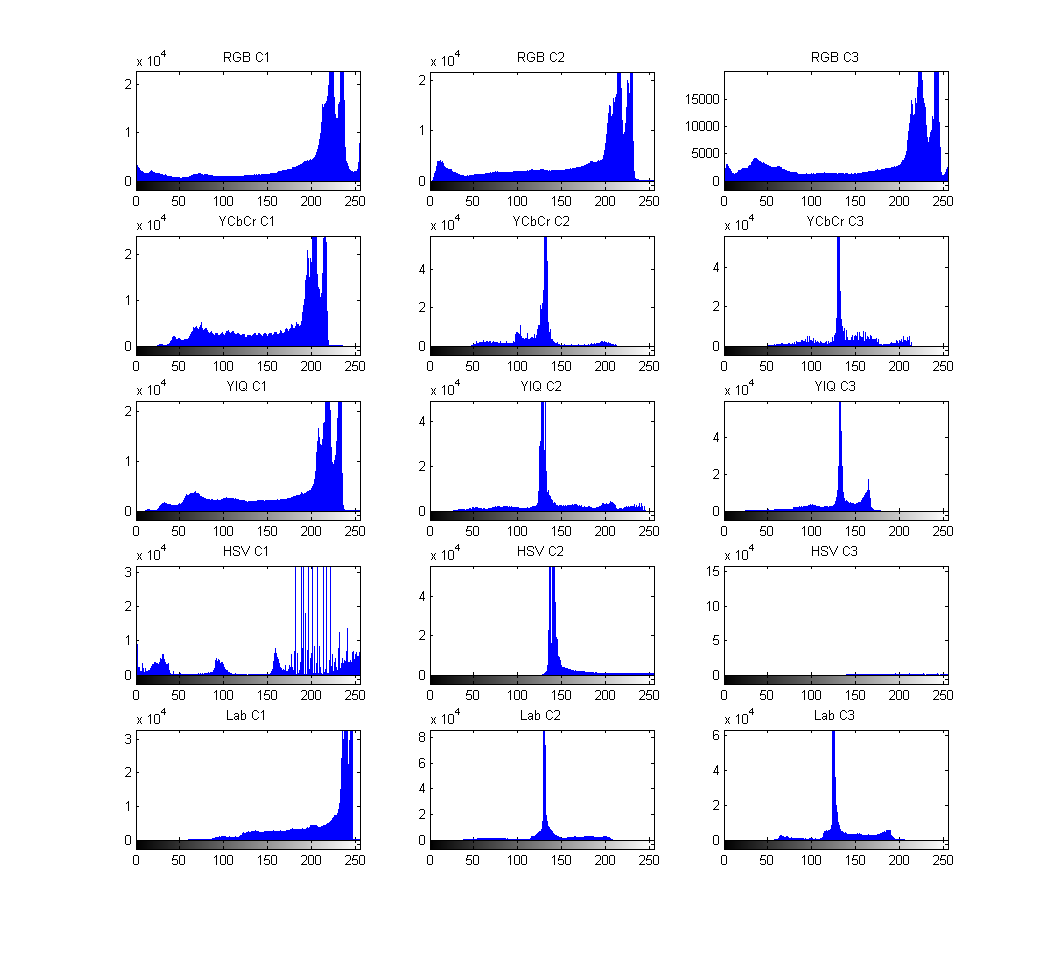 RGB C1
x 10^4
2
1
0
0 50 100 150 200 250
RGB C2
x 10^4
2
1
0
0 50 100 150 200 250
RGB C3
15000
10000
5000
0
0 50 100 150 200 250
YCbCr C1
x 10^4
2
1
0
0 50 100 150 200 250
YCbCr C2
x 10^4
4
2
0
0 50 100 150 200 250
YCbCr C3
x 10^4
4
2
0
0 50 100 150 200 250
YIQ C1
x 10^4
2
1
0
0 50 100 150 200 250
YIQ C2
x 10^4
4
2
0
0 50 100 150 200 250
YIQ C3
x 10^4
4
2
0
0 50 100 150 200 250
HSV C1
x 10^4
3
2
1
0
0 50 100 150 200 250
HSV C2
x 10^4
4
2
0
0 50 100 150 200 250
HSV C3
x 10^4
15
10
5
0
0 50 100 150 200 250
Lab C1
x 10^4
3
2
1
0
0 50 100 150 200 250
Lab C2
x 10^4
8
6
4
2
0
0 50 100 150 200 250
Lab C3
x 10^4
6
4
2
0
0 50 100 150 200 250